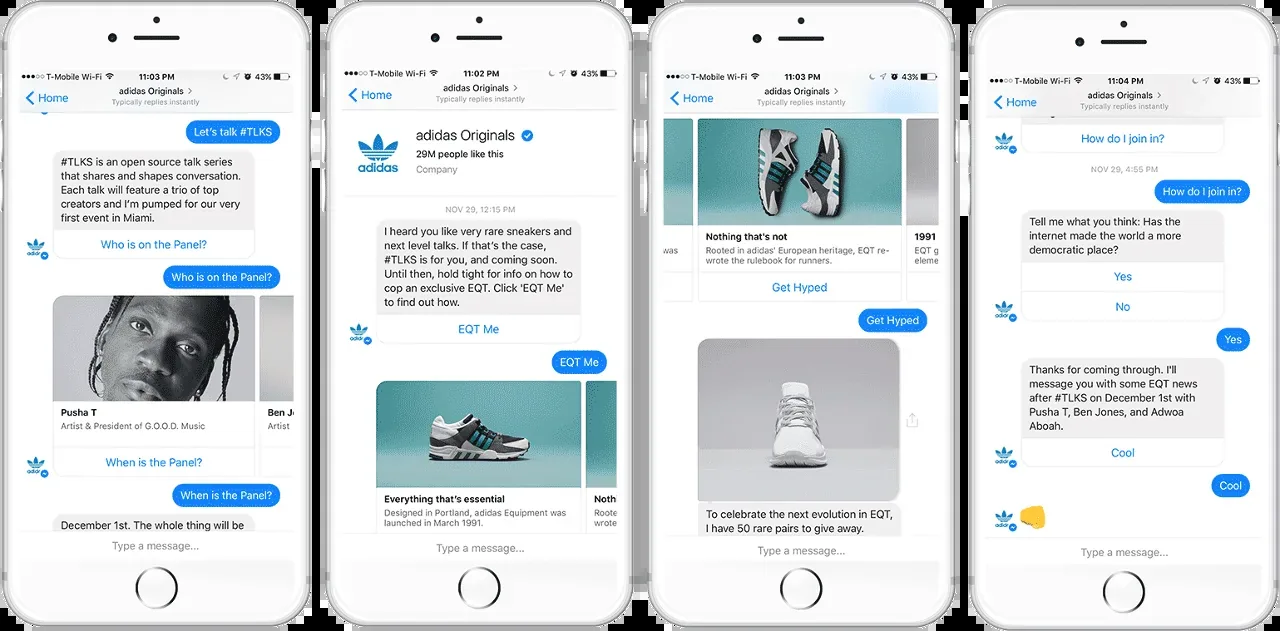 T-Mobile Wi-Fi 11:03 PM 43%
Home
adidas Originals
Typically replies instantly
Let's talk #TLKS
#TLKS is an open source talk series
that shares and shapes conversation.
Each talk will feature a trio of top
creators and I'm pumped for our very
first event in Miami.
Who is on the Panel?
Who is on the Panel?
Pusha T
Artist & President of G.O.O.D. Music
Ben J
Artist
When is the Panel?
When is the Panel?
December 1st. The whole thing will be
Type a message...
T-Mobile Wi-Fi 11:02 PM 43%
Home
adidas Originals
Typically replies instantly
adidas
adidas Originals
29M people like this
Company
NOV 29, 12:15 PM
I heard you like very rare sneakers and
next level talks. If that's the case,
#TLKS is for you, and coming soon.
Until then, hold tight for info on how to
cop an exclusive EQT. Click 'EQT Me'
to find out how.
EQT Me
EQT Me
Everything that's essential
Designed in Portland, adidas Equipment was
launched in March 1991.
Noth
Roote
wrote
Type a message...
T-Mobile Wi-Fi 11:03 PM 43%
Home
adidas Originals
Typically replies instantly
was
Nothing that's not
Rooted in adidas' European heritage, EQT re-
wrote the rulebook for runners.
1991
EQT g
eleme
Get Hyped
Get Hyped
To celebrate the next evolution in EQT,
I have 50 rare pairs to give away.
Type a message...
T-Mobile Wi-Fi 11:04 PM 43%
Home
adidas Originals
Typically replies instantly
How do I join in?
NOV 29, 4:55 PM
How do I join in?
Tell me what you think: Has the
internet made the world a more
democratic place?
Yes
No
Yes
Thanks for coming through. I'll
message you with some EQT news
after #TLKS on December 1st with
Pusha T, Ben Jones, and Adwoa
Aboah.
Cool
Cool
Type a message...